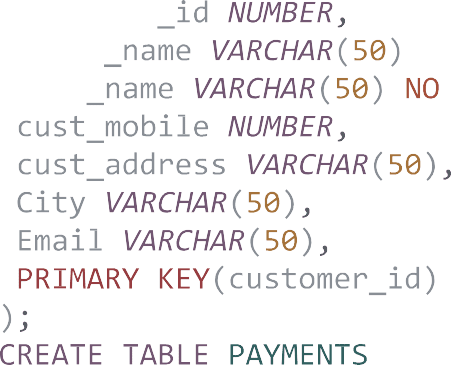 _id NUMBER,
_name VARCHAR(50)
_name VARCHAR(50) NO
cust_mobile NUMBER,
cust_address VARCHAR(50),
City VARCHAR(50),
Email VARCHAR(50),
PRIMARY KEY(customer_id)
);
CREATE TABLE PAYMENTS